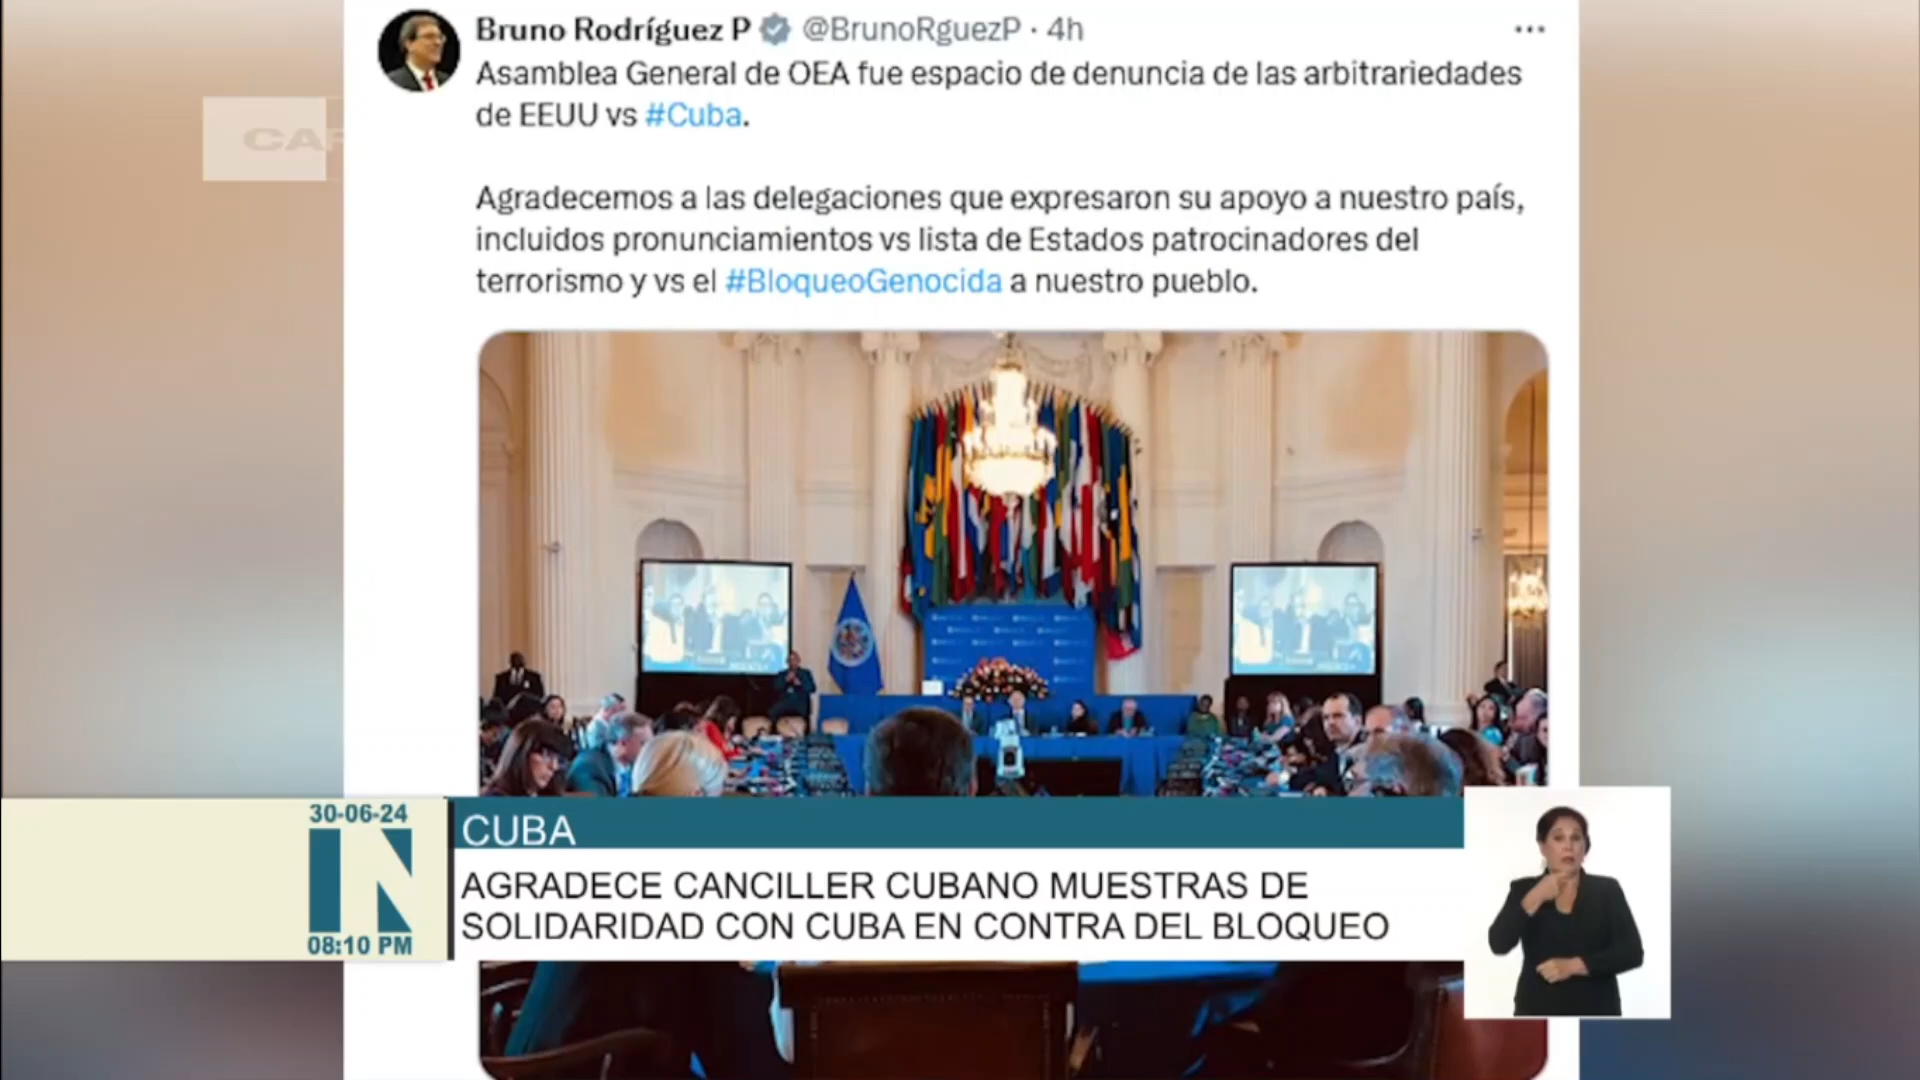 Bruno Rodríguez P @BrunoRguezP · 4h
Asamblea General de OEA fue espacio de denuncia de las arbitrariedades
de EEUU vs #Cuba.
Agradecemos a las delegaciones que expresaron su apoyo a nuestro país,
incluidos pronunciamientos vs lista de Estados patrocinadores del
terrorismo y vs el #BloqueoGenocida a nuestro pueblo.
30-06-24
IN
08:10 PM
CUBA
AGRADECE CANCILLER CUBANO MUESTRAS DE
SOLIDARIDAD CON CUBA EN CONTRA DEL BLOQUEO